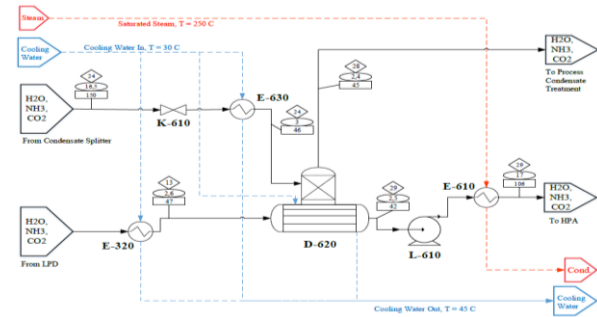 Steam
Saturated Steam, T = 250 C
Cooling
Water
Cooling Water In, T = 30 C
H2O,
NH3,
CO2
To Process
Condensate
Treatment
28
2,4
45
24
16,5
150
H2O,
NH3,
CO2
From Condensate Splitter
K-610
E-630
24
3
46
13
2,6
47
29
2,3
42
E-610
29
17
106
H2O,
NH3,
CO2
To HPA
H2O,
NH3,
CO2
From LPD
E-320
D-620
L-610
Cond.
Cooling Water Out, T = 45 C
Cooling
Water